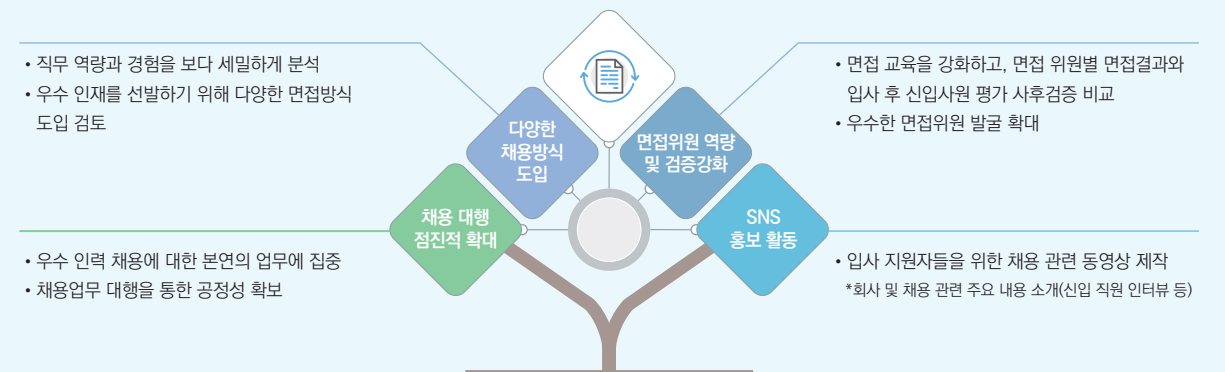 • 직무 역량과 경험을 보다 세밀하게 분석
• 우수 인재를 선발하기 위해 다양한 면접방식
도입 검토
다양한
채용방식
도입
면접위원 역량
및 검증강화
• 면접 교육을 강화하고, 면접 위원별 면접결과와
입사 후 신입사원 평가 사후검증 비교
• 우수한 면접위원 발굴 확대
채용 대행
점진적 확대
• 우수 인력 채용에 대한 본연의 업무에 집중
• 채용업무 대행을 통한 공정성 확보
SNS
홍보 활동
• 입사 지원자들을 위한 채용 관련 동영상 제작
*회사 및 채용 관련 주요 내용 소개(신입 직원 인터뷰 등)